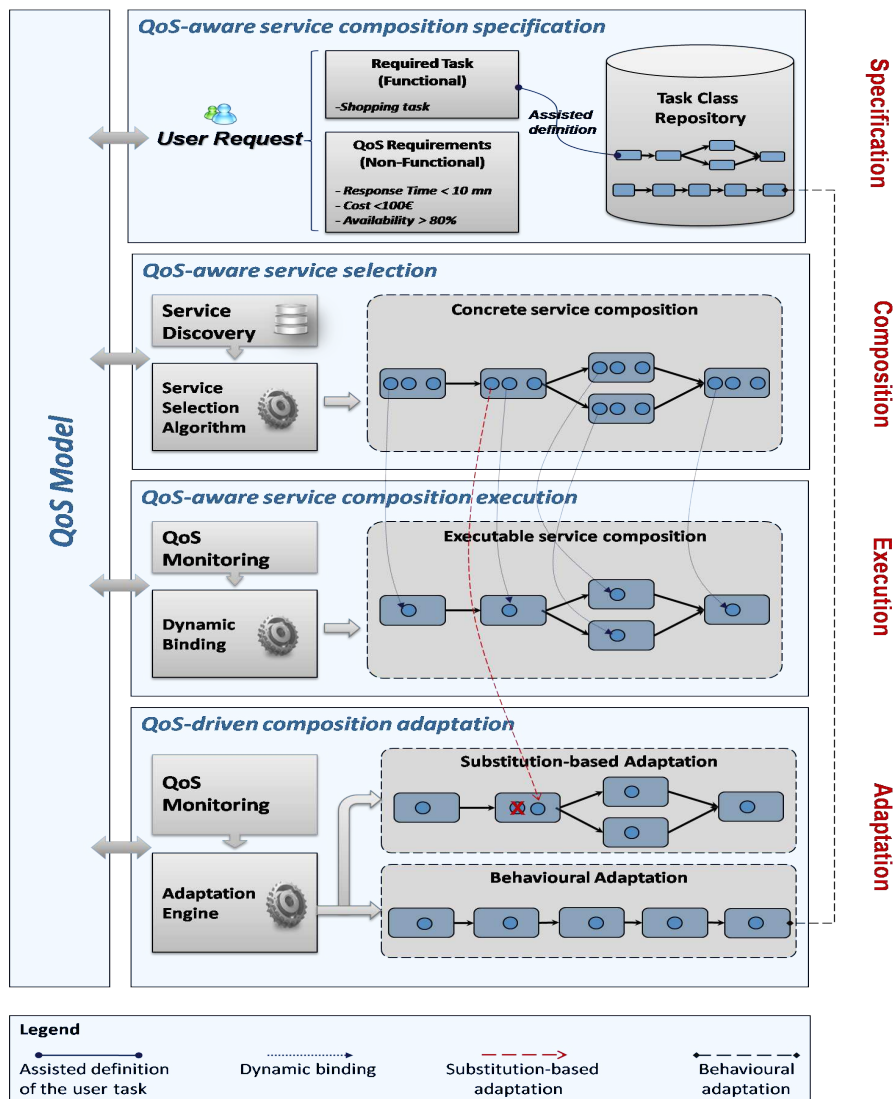 QoS-aware service composition specification
Required Task
(Functional)
-Shopping task
User Request
QoS Requirements
(Non-Functional)
- Response Time < 10 mn
- Cost <100€
- Availability > 80%
Assisted
definition
Task Class
Repository
Specification
QoS Model
QoS-aware service selection
Service
Discovery
Service
Selection
Algorithm
Concrete service composition
Composition
QoS-aware service composition execution
QoS
Monitoring
Dynamic
Binding
Executable service composition
Execution
QoS-driven composition adaptation
QoS
Monitoring
Adaptation
Engine
Substitution-based Adaptation
Behavioural Adaptation
Adaptation
Legend
Assisted definition
of the user task
Dynamic binding
Substitution-based
adaptation
Behavioural
adaptation